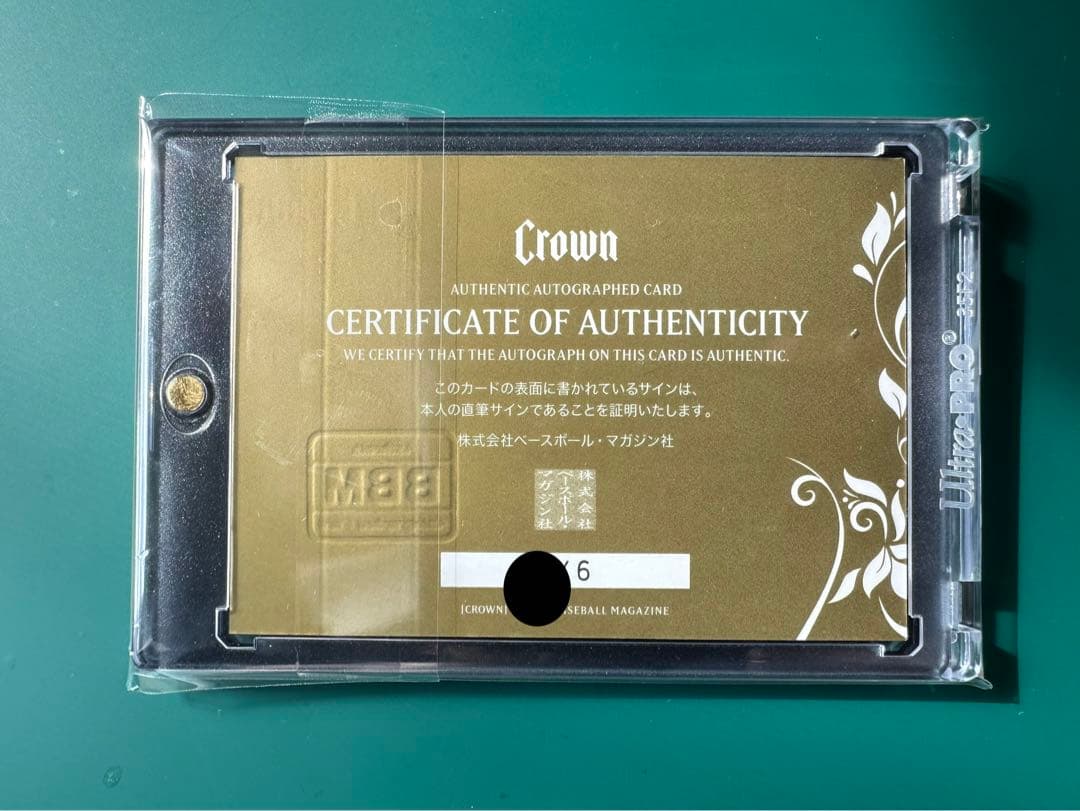 Crown
AUTHENTIC AUTOGRAPHED CARD
CERTIFICATE OF AUTHENTICITY
WE CERTIFY THAT THE AUTOGRAPH ON THIS CARD IS AUTHENTIC.
このカードの表面に書かれているサインは、
本人の直筆サインであることを証明いたします。
株式会社ベースボール・マガジン社
BBM
株式会社
ベースボール・
マガジン社
/6
[CROWN] ASEBALL MAGAZINE
Ultra•PRO® 35F2